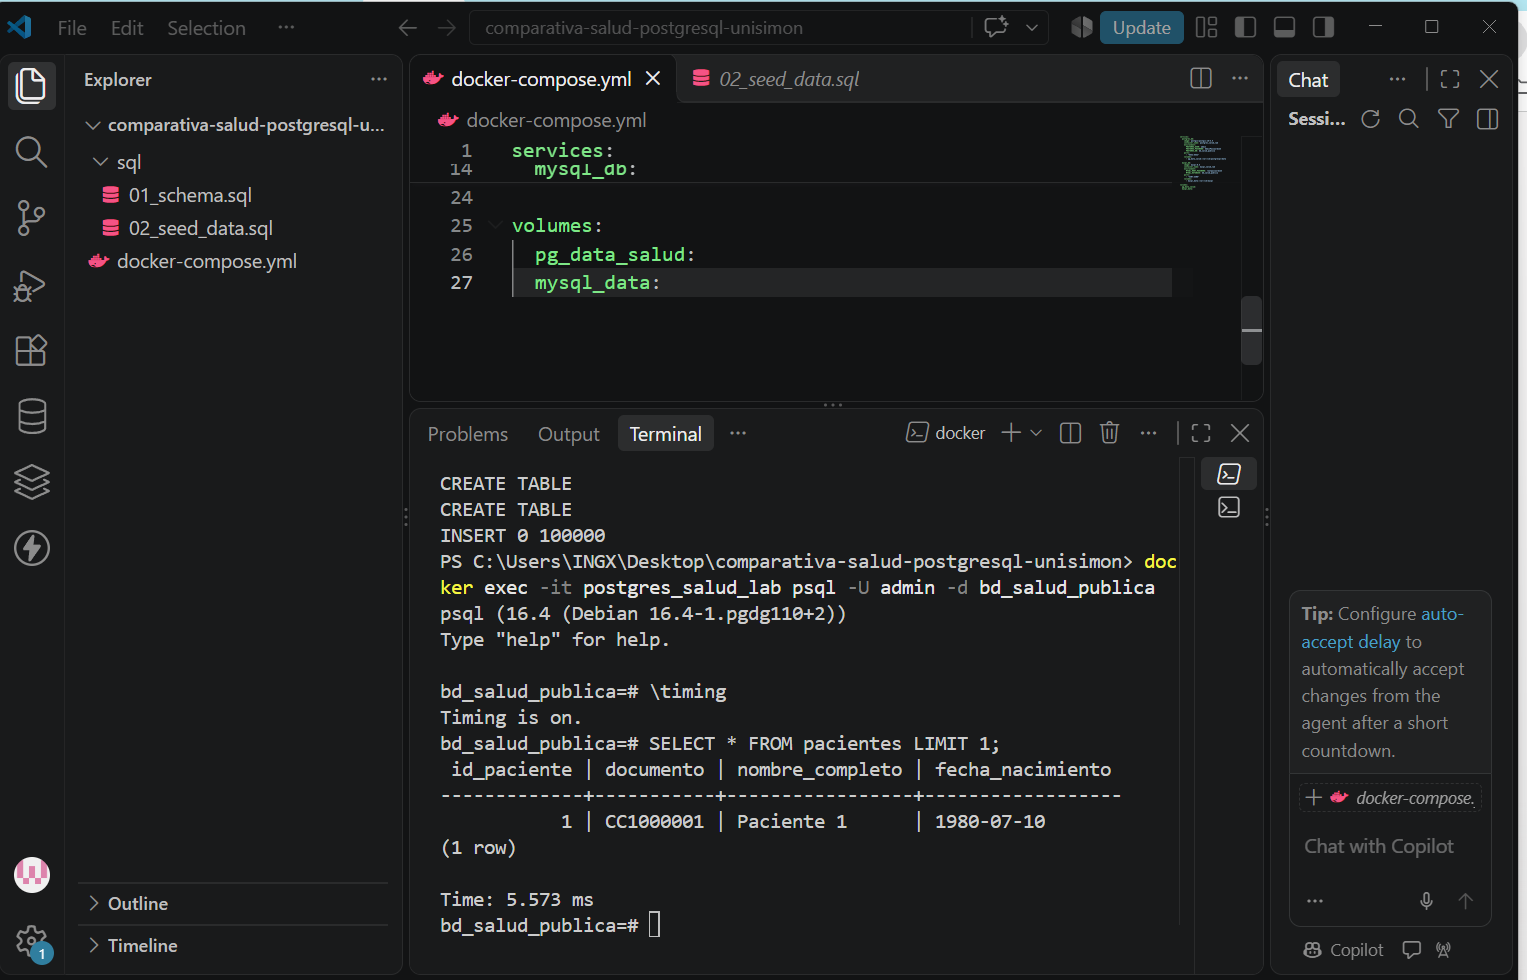 File Edit Selection ···
comparativa-salud-postgresql-unisimon
Update
Explorer ···
comparativa-salud-postgresql-u...
sql
01_schema.sql
02_seed_data.sql
docker-compose.yml
Outline
Timeline
1
docker-compose.yml
02_seed_data.sql
docker-compose.yml
1 services:
14 mysql_db:
24
25 volumes:
26 pg_data_salud:
27 mysql_data:
Problems Output Terminal ···
docker
CREATE TABLE
CREATE TABLE
INSERT 0 100000
PS C:\Users\INGX\Desktop\comparativa-salud-postgresql-unisimon> doc
ker exec -it postgres_salud_lab psql -U admin -d bd_salud_publica
psql (16.4 (Debian 16.4-1.pgdg110+2))
Type "help" for help.
bd_salud_publica=# \timing
Timing is on.
bd_salud_publica=# SELECT * FROM pacientes LIMIT 1;
id_paciente | documento | nombre_completo | fecha_nacimiento
-------------+-----------+-----------------+------------------
1 | CC1000001 | Paciente 1 | 1980-07-10
(1 row)
Time: 5.573 ms
bd_salud_publica=#
Chat
Sessi...
Tip: Configure auto-
accept delay to
automatically accept
changes from the
agent after a short
countdown.
docker-compose.
Chat with Copilot
Copilot